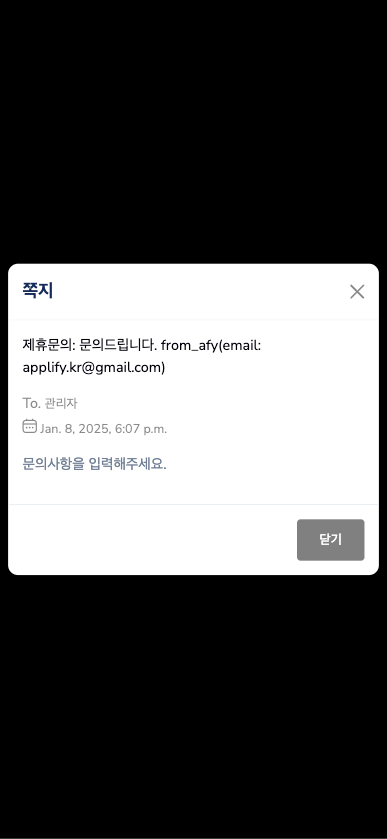 쪽지
제휴문의: 문의드립니다. from_afy(email:
applify.kr@gmail.com)
To. 관리자
Jan. 8, 2025, 6:07 p.m.
문의사항을 입력해주세요.
닫기